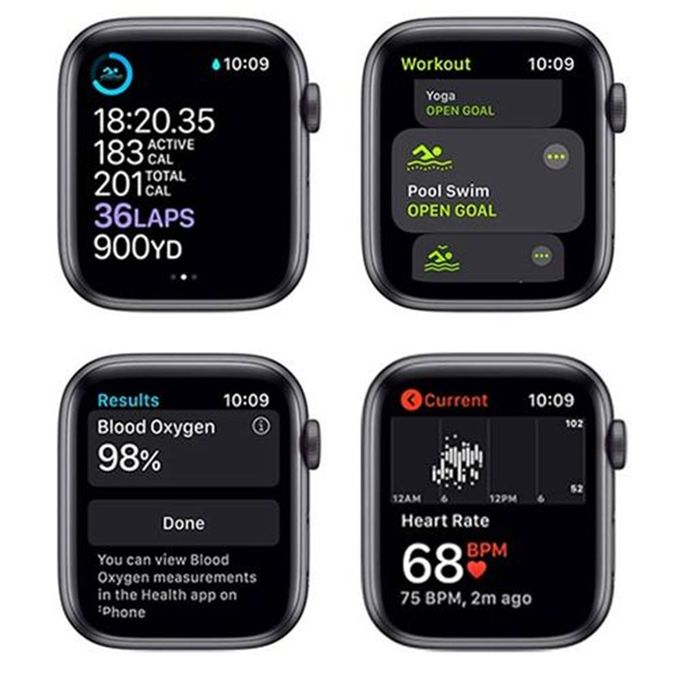 10:09
18:20.35
183 ACTIVE CAL
201 TOTAL CAL
36LAPS
900YD
Workout 10:09
Yoga
OPEN GOAL
Pool Swim
OPEN GOAL
Results 10:09
Blood Oxygen
98%
Done
You can view Blood
Oxygen measurements
in the Health app on
Phone
Current 10:09
102
52
12AM 6 12PM 6
Heart Rate
68 BPM
75 BPM, 2m ago